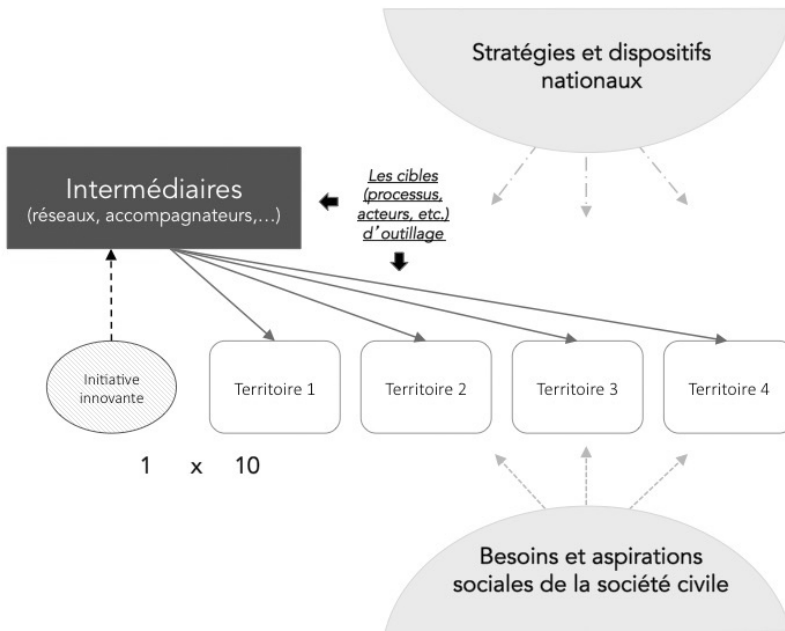 Stratégies et dispositifs
nationaux
Intermédiaires
(réseaux, accompagnateurs,...)
Les cibles
(processus,
acteurs, etc.)
d'outillage
Initiative
innovante
Territoire 1
Territoire 2
Territoire 3
Territoire 4
1 x 10
Besoins et aspirations
sociales de la société civile